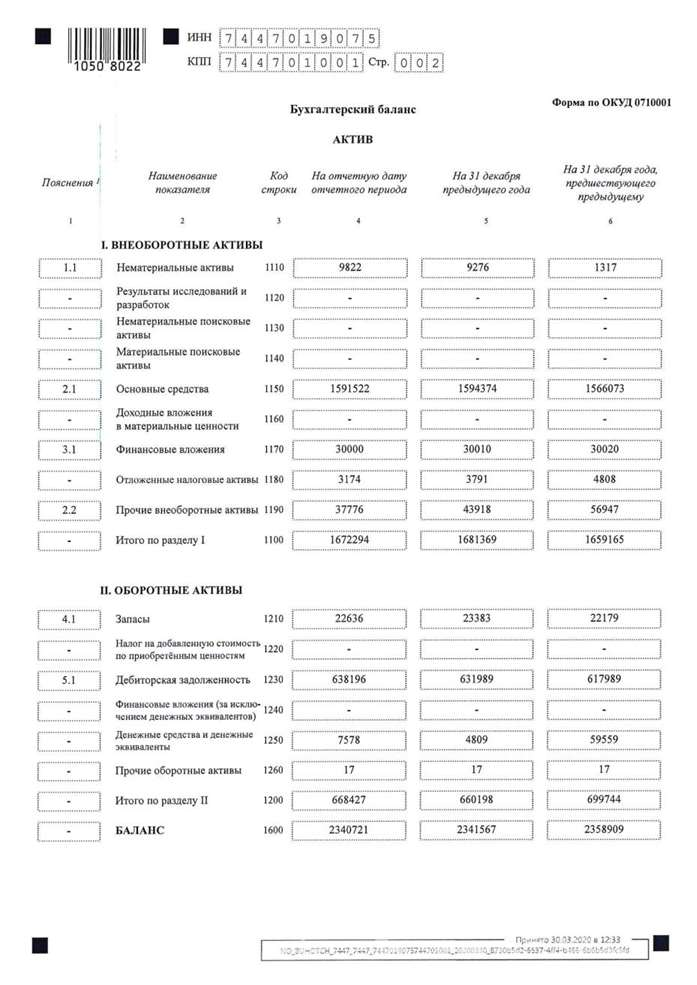 ИНН 7447019075
1050 8022
КПП 744701001 Стр. 002
Форма по ОКУД 0710001
Бухгалтерский баланс
АКТИВ
Пояснения 1 Наименование показателя Код строки На отчетную дату отчетного периода На 31 декабря предыдущего года На 31 декабря года, предшествующего предыдущему
1 2 3 4 5 6
I. ВНЕОБОРОТНЫЕ АКТИВЫ
1.1 Нематериальные активы 1110 9822 9276 1317
- Результаты исследований и разработок 1120 - - -
- Нематериальные поисковые активы 1130 - - -
- Материальные поисковые активы 1140 - - -
2.1 Основные средства 1150 1591522 1594374 1566073
- Доходные вложения в материальные ценности 1160 - - -
3.1 Финансовые вложения 1170 30000 30010 30020
- Отложенные налоговые активы 1180 3174 3791 4808
2.2 Прочие внеоборотные активы 1190 37776 43918 56947
- Итого по разделу I 1100 1672294 1681369 1659165
II. ОБОРОТНЫЕ АКТИВЫ
4.1 Запасы 1210 22636 23383 22179
- Налог на добавленную стоимость по приобретённым ценностям 1220 - - -
5.1 Дебиторская задолженность 1230 638196 631989 617989
- Финансовые вложения (за исключением денежных эквивалентов) 1240 - - -
- Денежные средства и денежные эквиваленты 1250 7578 4809 59559
- Прочие оборотные активы 1260 17 17 17
- Итого по разделу II 1200 668427 660198 699744
- БАЛАНС 1600 2340721 2341567 2358909
Принято 30.03.2020 в 12:33